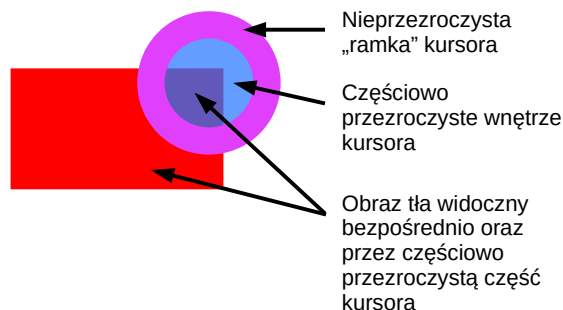 Nieprzezroczysta
„ramka” kursora
Częściowo
przezroczyste wnętrze
kursora
Obraz tła widoczny
bezpośrednio oraz
przez częściowo
przezroczystą część
kursora